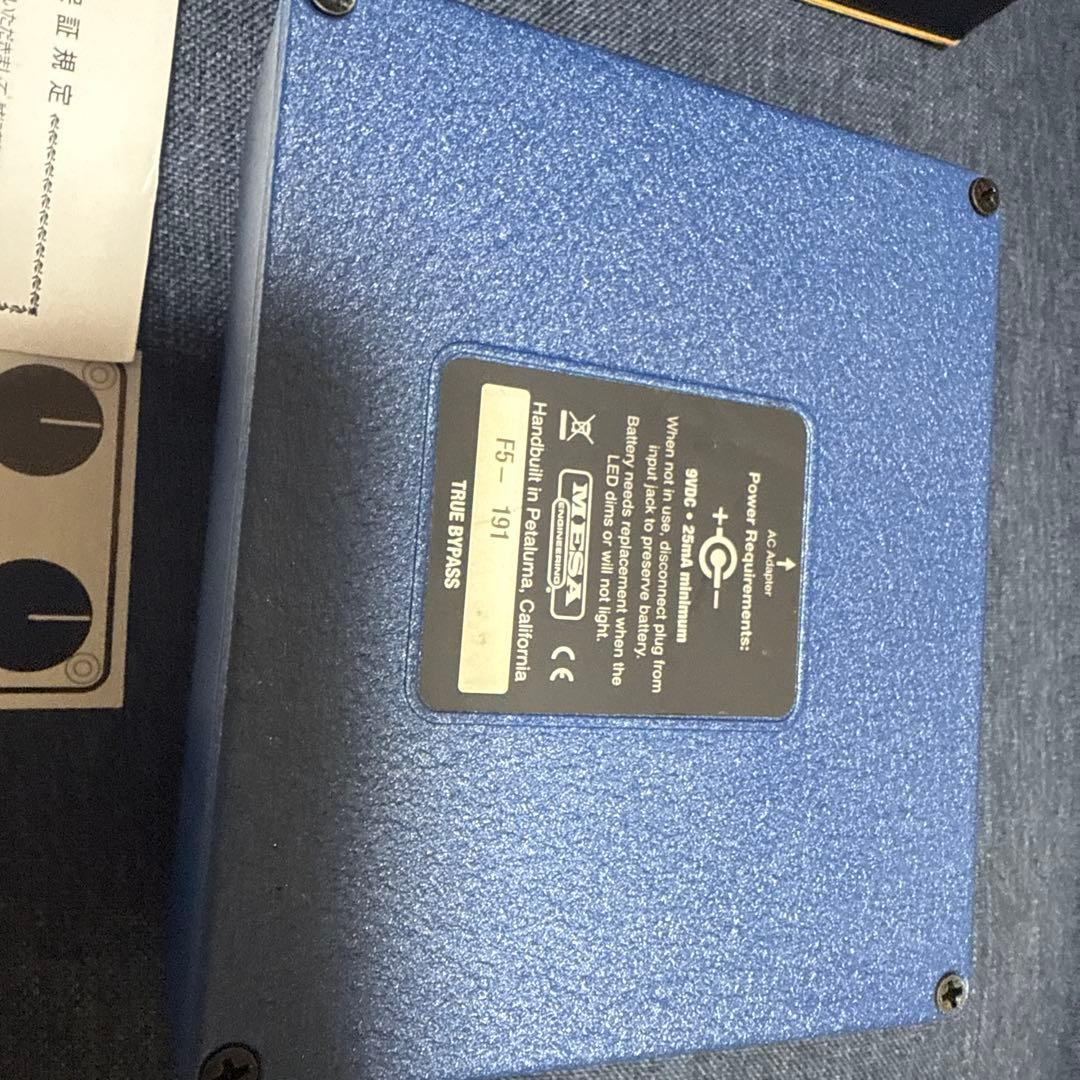 保証規定
AC Adapter
Power Requirements:
+ −
9VDC • 25mA minimum
When not in use, disconnect plug from
input jack to preserve battery.
Battery needs replacement when the
LED dims or will not light.
MESA
ENGINEERING
CE
Handbuilt in Petaluma, California
F5- 191
TRUE BYPASS